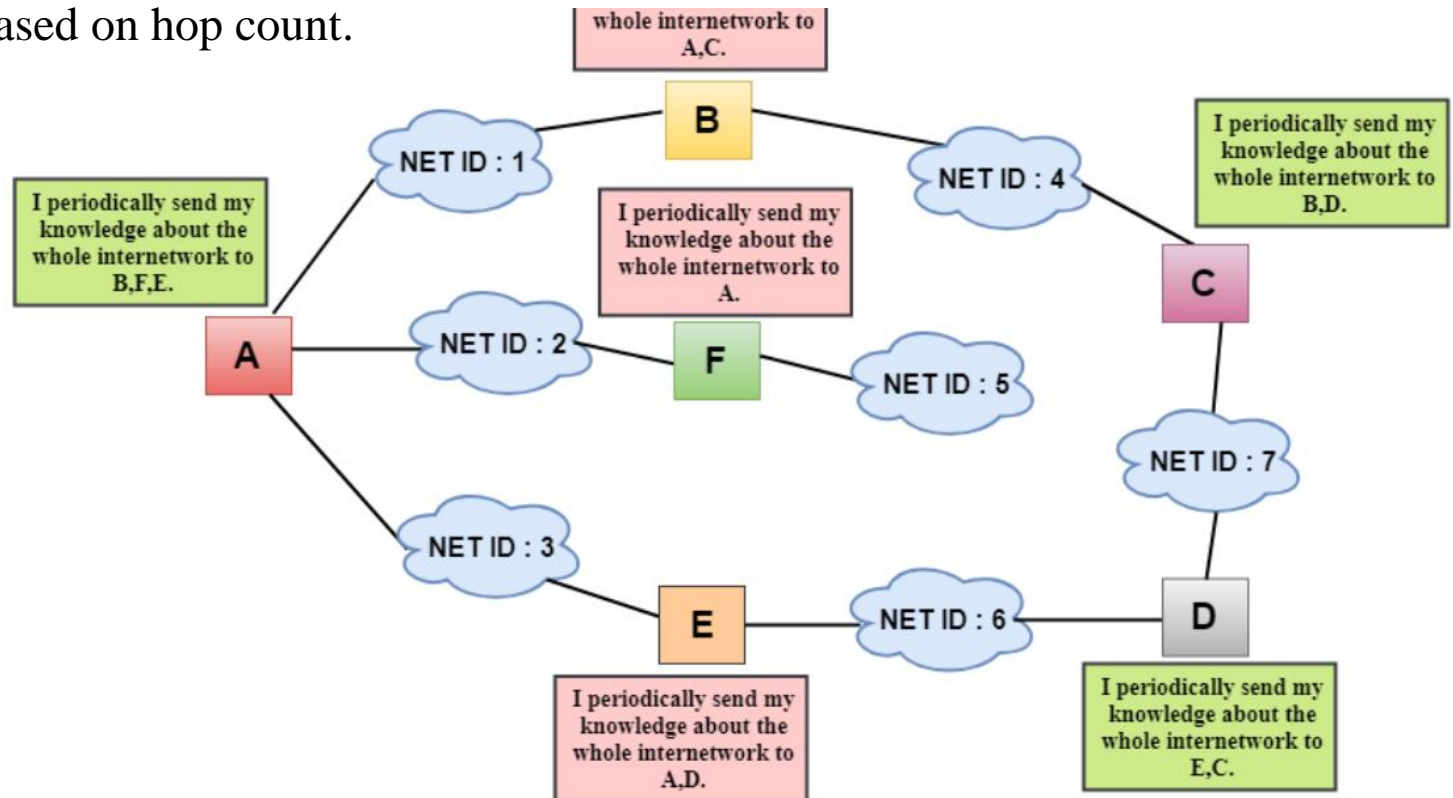 ased on hop count.
whole internetwork to
A,C.
B
NET ID : 1
NET ID : 4
I periodically send my
knowledge about the
whole internetwork to
B,D.
I periodically send my
knowledge about the
whole internetwork to
B,F,E.
I periodically send my
knowledge about the
whole internetwork to
A.
C
A
NET ID : 2
F
NET ID : 5
NET ID : 7
NET ID : 3
E
NET ID : 6
D
I periodically send my
knowledge about the
whole internetwork to
A,D.
I periodically send my
knowledge about the
whole internetwork to
E,C.